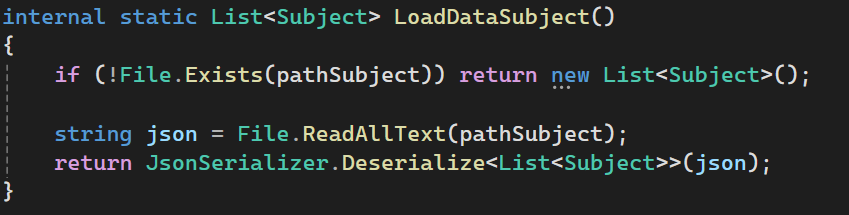 internal static List<Subject> LoadDataSubject()
{
    if (!File.Exists(pathSubject)) return new List<Subject>();
    string json = File.ReadAllText(pathSubject);
    return JsonSerializer.Deserialize<List<Subject>>(json);
}